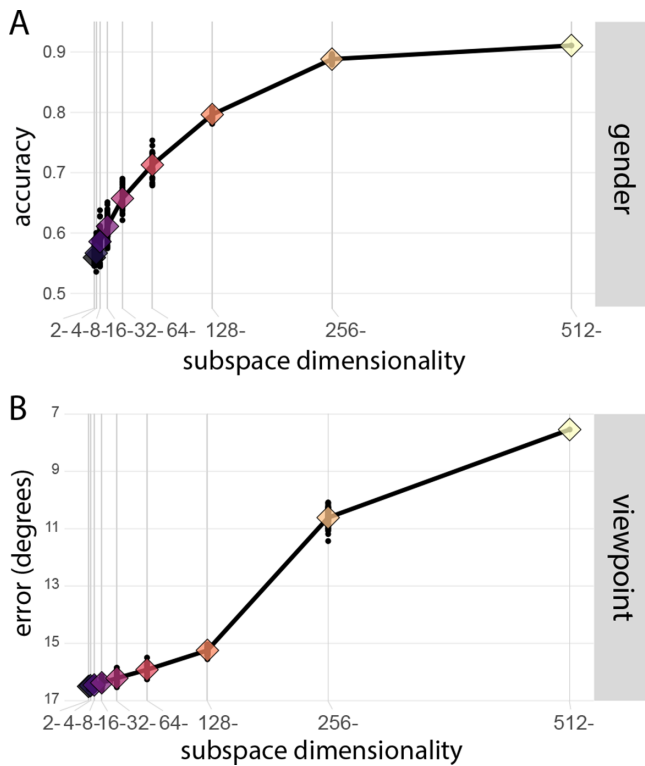 A
0.9
0.8
0.7
0.6
0.5
accuracy
gender
2- 4- 8- 16- 32- 64- 128- 256- 512-
subspace dimensionality
B
7
9
11
13
15
17
error (degrees)
viewpoint
2- 4- 8- 16- 32- 64- 128- 256- 512-
subspace dimensionality